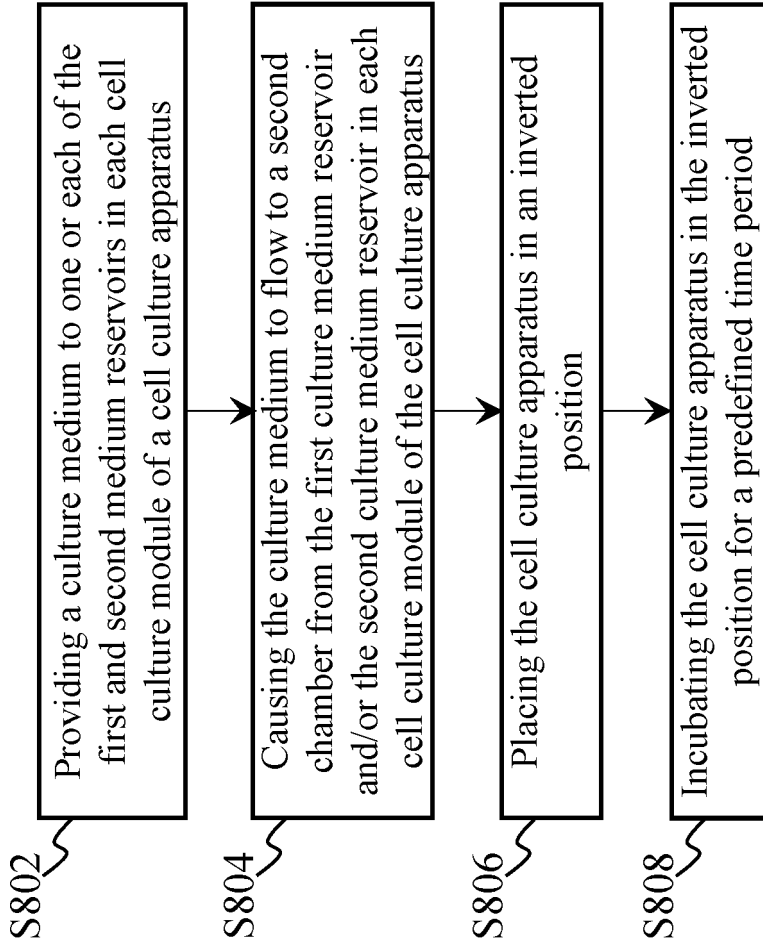 S802
Providing a culture medium to one or each of the
first and second medium reservoirs in each cell
culture module of a cell culture apparatus
S804
Causing the culture medium to flow to a second
chamber from the first culture medium reservoir
and/or the second culture medium reservoir in each
cell culture module of the cell culture apparatus
S806
Placing the cell culture apparatus in an inverted
position
S808
Incubating the cell culture apparatus in the inverted
position for a predefined time period